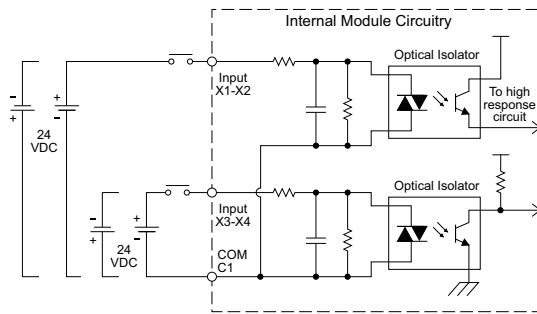 Internal Module Circuitry
Optical Isolator
Input
X1-X2
To high
response
circuit
- +
+ -
24
VDC
Optical Isolator
Input
X3-X4
- +
+ -
24
VDC
COM
C1